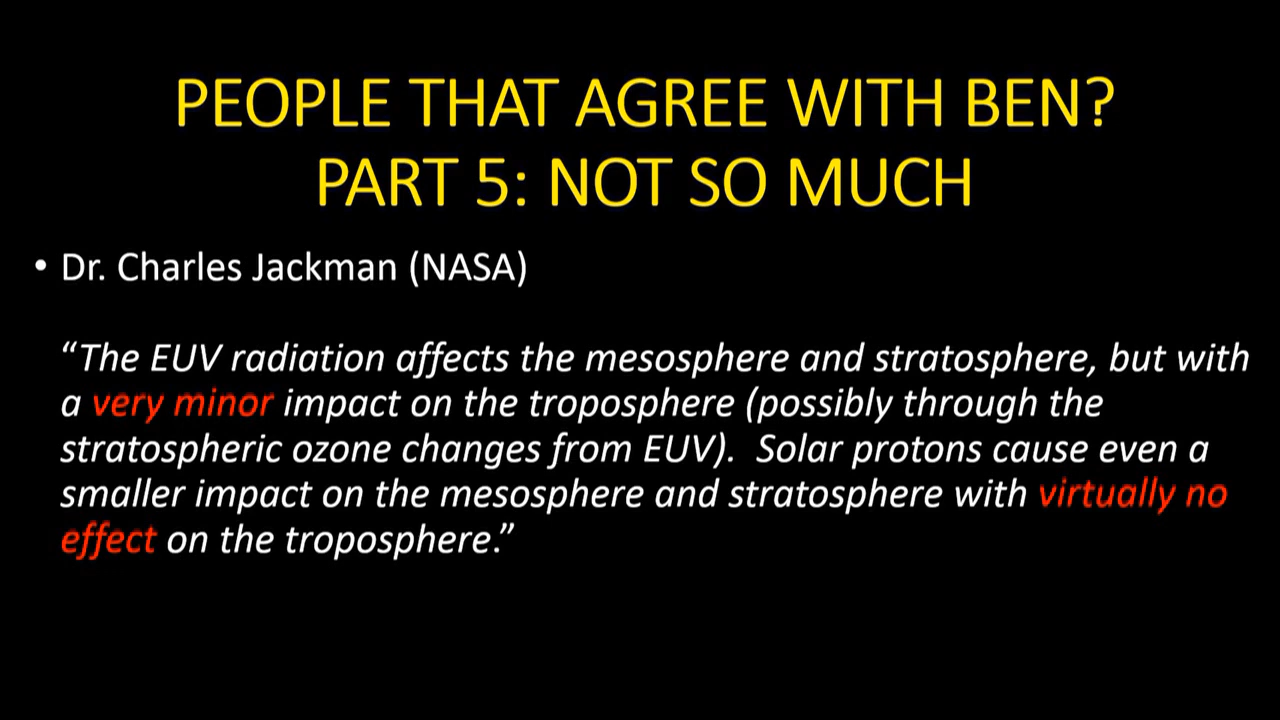 PEOPLE THAT AGREE WITH BEN?
PART 5: NOT SO MUCH
• Dr. Charles Jackman (NASA)
“The EUV radiation affects the mesosphere and stratosphere, but with
a very minor impact on the troposphere (possibly through the
stratospheric ozone changes from EUV).  Solar protons cause even a
smaller impact on the mesosphere and stratosphere with virtually no
effect on the troposphere.”